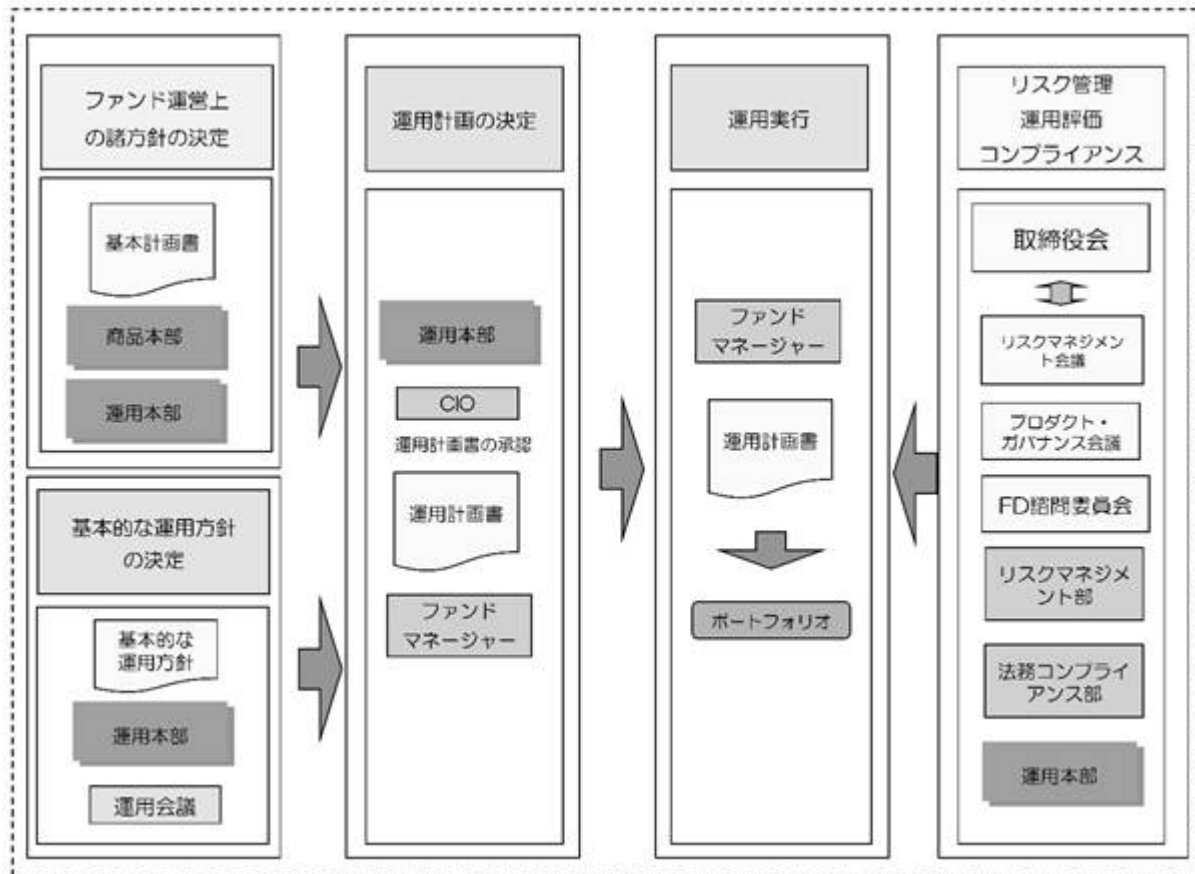 ファンド運営上
の諸方針の決定
基本計画書
商品本部
運用本部
基本的な運用方針
の決定
基本的な
運用方針
運用本部
運用会議
運用計画の決定
運用本部
CIO
運用計画書の承認
運用計画書
ファンド
マネージャー
運用実行
ファンド
マネージャー
運用計画書
ポートフォリオ
リスク管理
運用評価
コンプライアンス
取締役会
リスクマネジメン
ト会議
プロダクト・
ガバナンス会議
FD諮問委員会
リスクマネジメ
ント部
法務コンプライ
アンス部
運用本部